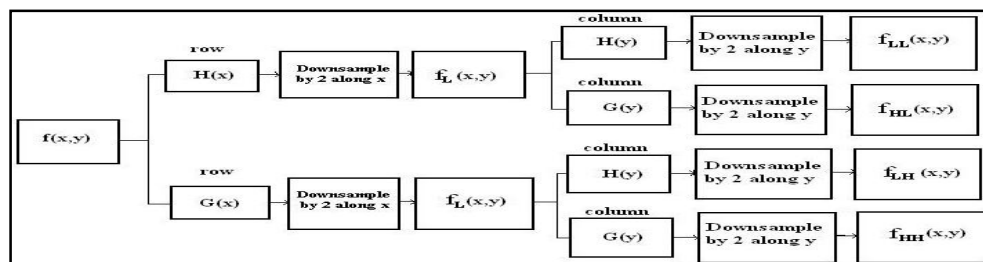 column
row
H(x)
Downsample
by 2 along x
f_L (x,y)
H(y)
Downsample
by 2 along y
f_LL(x,y)
column
G(y)
Downsample
by 2 along y
f_HL(x,y)
f(x,y)
row
G(x)
Downsample
by 2 along x
f_L(x,y)
column
H(y)
Downsample
by 2 along y
f_LH (x,y)
column
G(y)
Downsample
by 2 along y
f_HH(x,y)